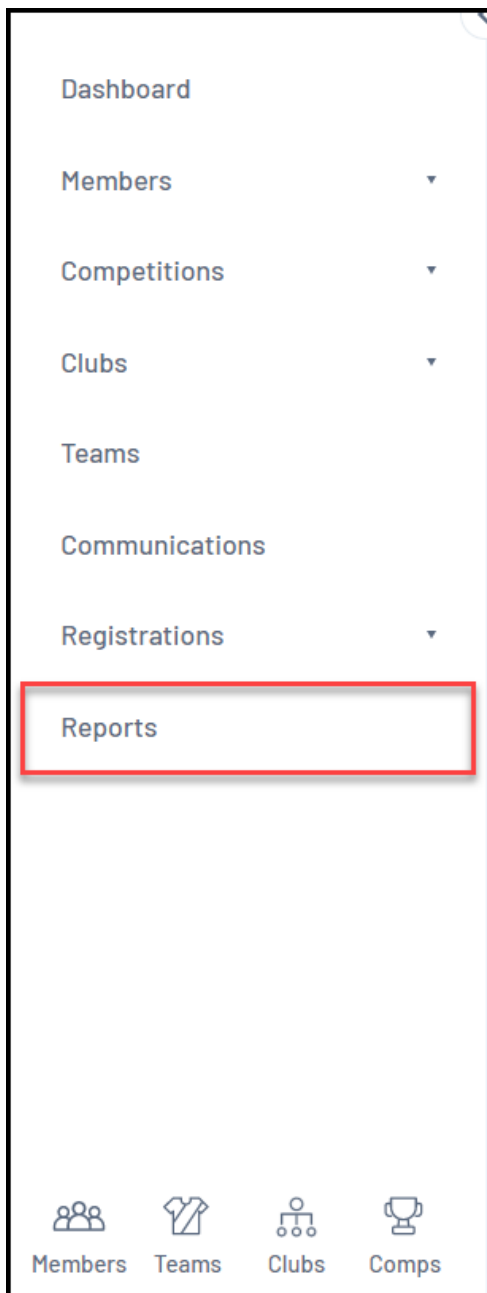 Dashboard
Members
Competitions
Clubs
Teams
Communications
Registrations
Reports
Members Teams Clubs Comps